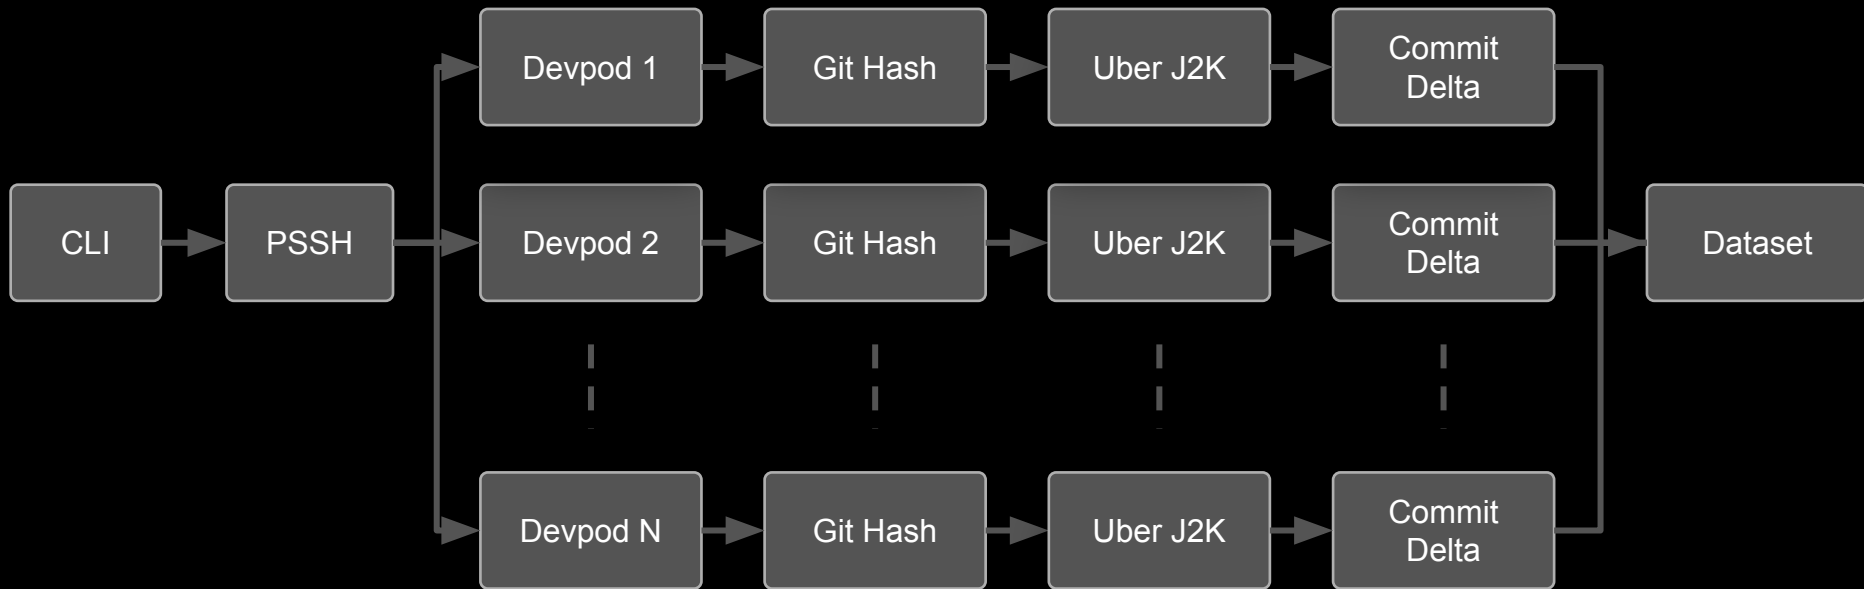 Devpod 1
Git Hash
Uber J2K
Commit
Delta
CLI
PSSH
Devpod 2
Git Hash
Uber J2K
Commit
Delta
Dataset
Devpod N
Git Hash
Uber J2K
Commit
Delta